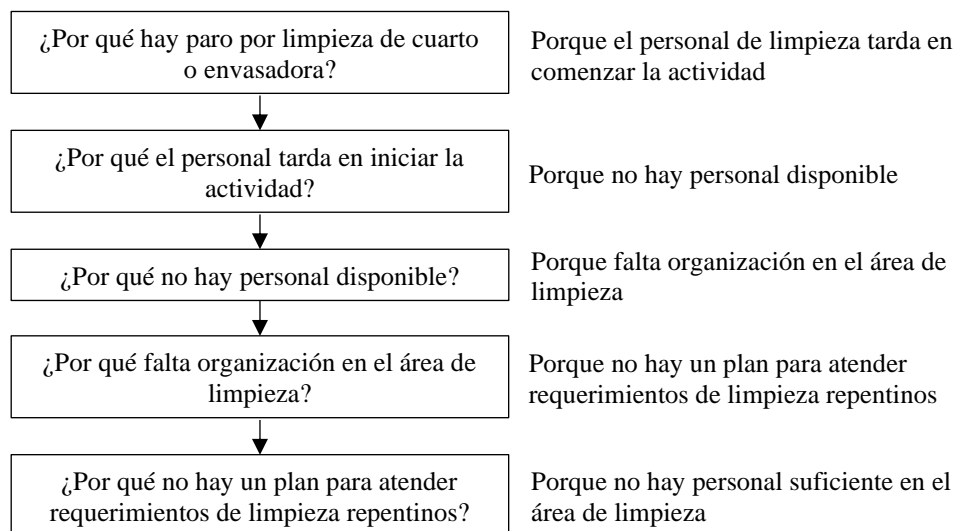 ¿Por qué hay paro por limpieza de cuarto
o envasadora?
Porque el personal de limpieza tarda en
comenzar la actividad
¿Por qué el personal tarda en iniciar la
actividad?
Porque no hay personal disponible
¿Por qué no hay personal disponible?
Porque falta organización en el área de
limpieza
¿Por qué falta organización en el área de
limpieza?
Porque no hay un plan para atender
requerimientos de limpieza repentinos
¿Por qué no hay un plan para atender
requerimientos de limpieza repentinos?
Porque no hay personal suficiente en el
área de limpieza